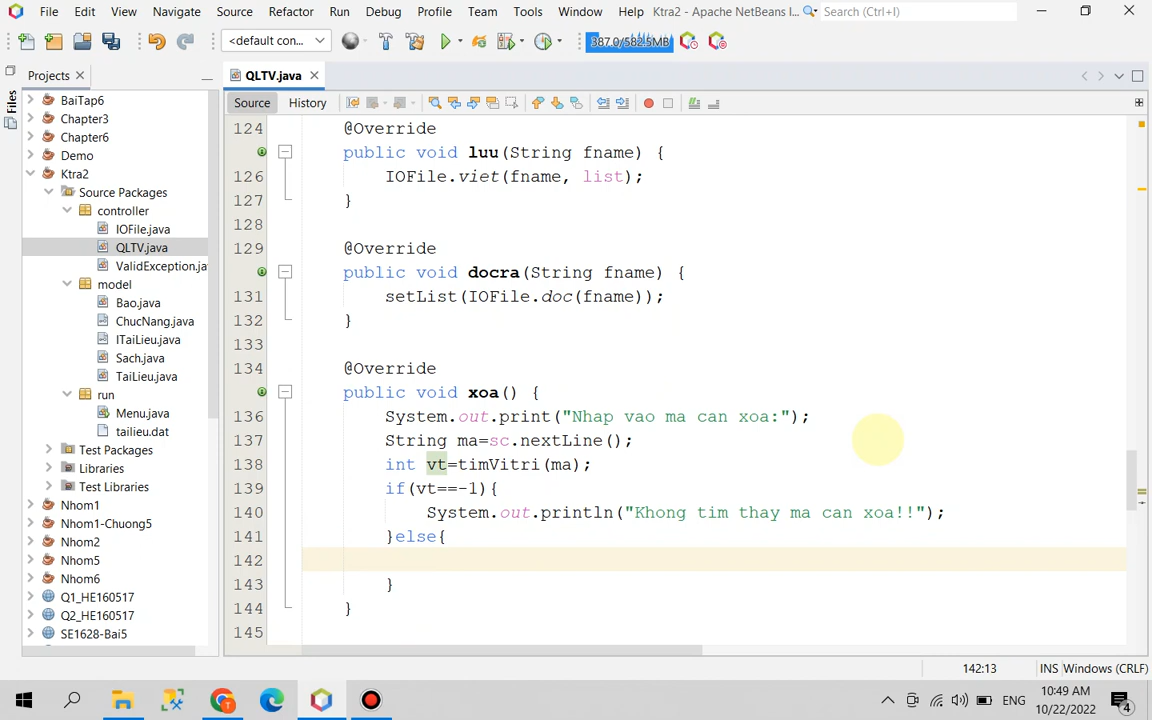 File Edit View Navigate Source Refactor Run Debug Profile Team Tools Window Help Ktra2 - Apache NetBeans I... Search (Ctrl+I)
<default con... 387.0/582.5MB
Projects
QLTV.java
Files
Source History
BaiTap6
Chapter3
Chapter6
Demo
Ktra2
Source Packages
controller
IOFile.java
QLTV.java
ValidException.ja
model
Bao.java
ChucNang.java
ITaiLieu.java
Sach.java
TaiLieu.java
run
Menu.java
tailieu.dat
Test Packages
Libraries
Test Libraries
Nhom1
Nhom1-Chuong5
Nhom2
Nhom5
Nhom6
Q1_HE160517
Q2_HE160517
SE1628-Bai5
124 @Override
public void luu(String fname) {
126 IOFile.viet(fname, list);
127 }
128
129 @Override
public void docra(String fname) {
131 setList(IOFile.doc(fname));
132 }
133
134 @Override
public void xoa() {
136 System.out.print("Nhap vao ma can xoa:");
137 String ma=sc.nextLine();
138 int vt=timVitri(ma);
139 if(vt==-1){
140 System.out.println("Khong tim thay ma can xoa!!");
141 }else{
142
143 }
144 }
145
142:13 INS Windows (CRLF)
ENG 10:49 AM
10/22/2022 4